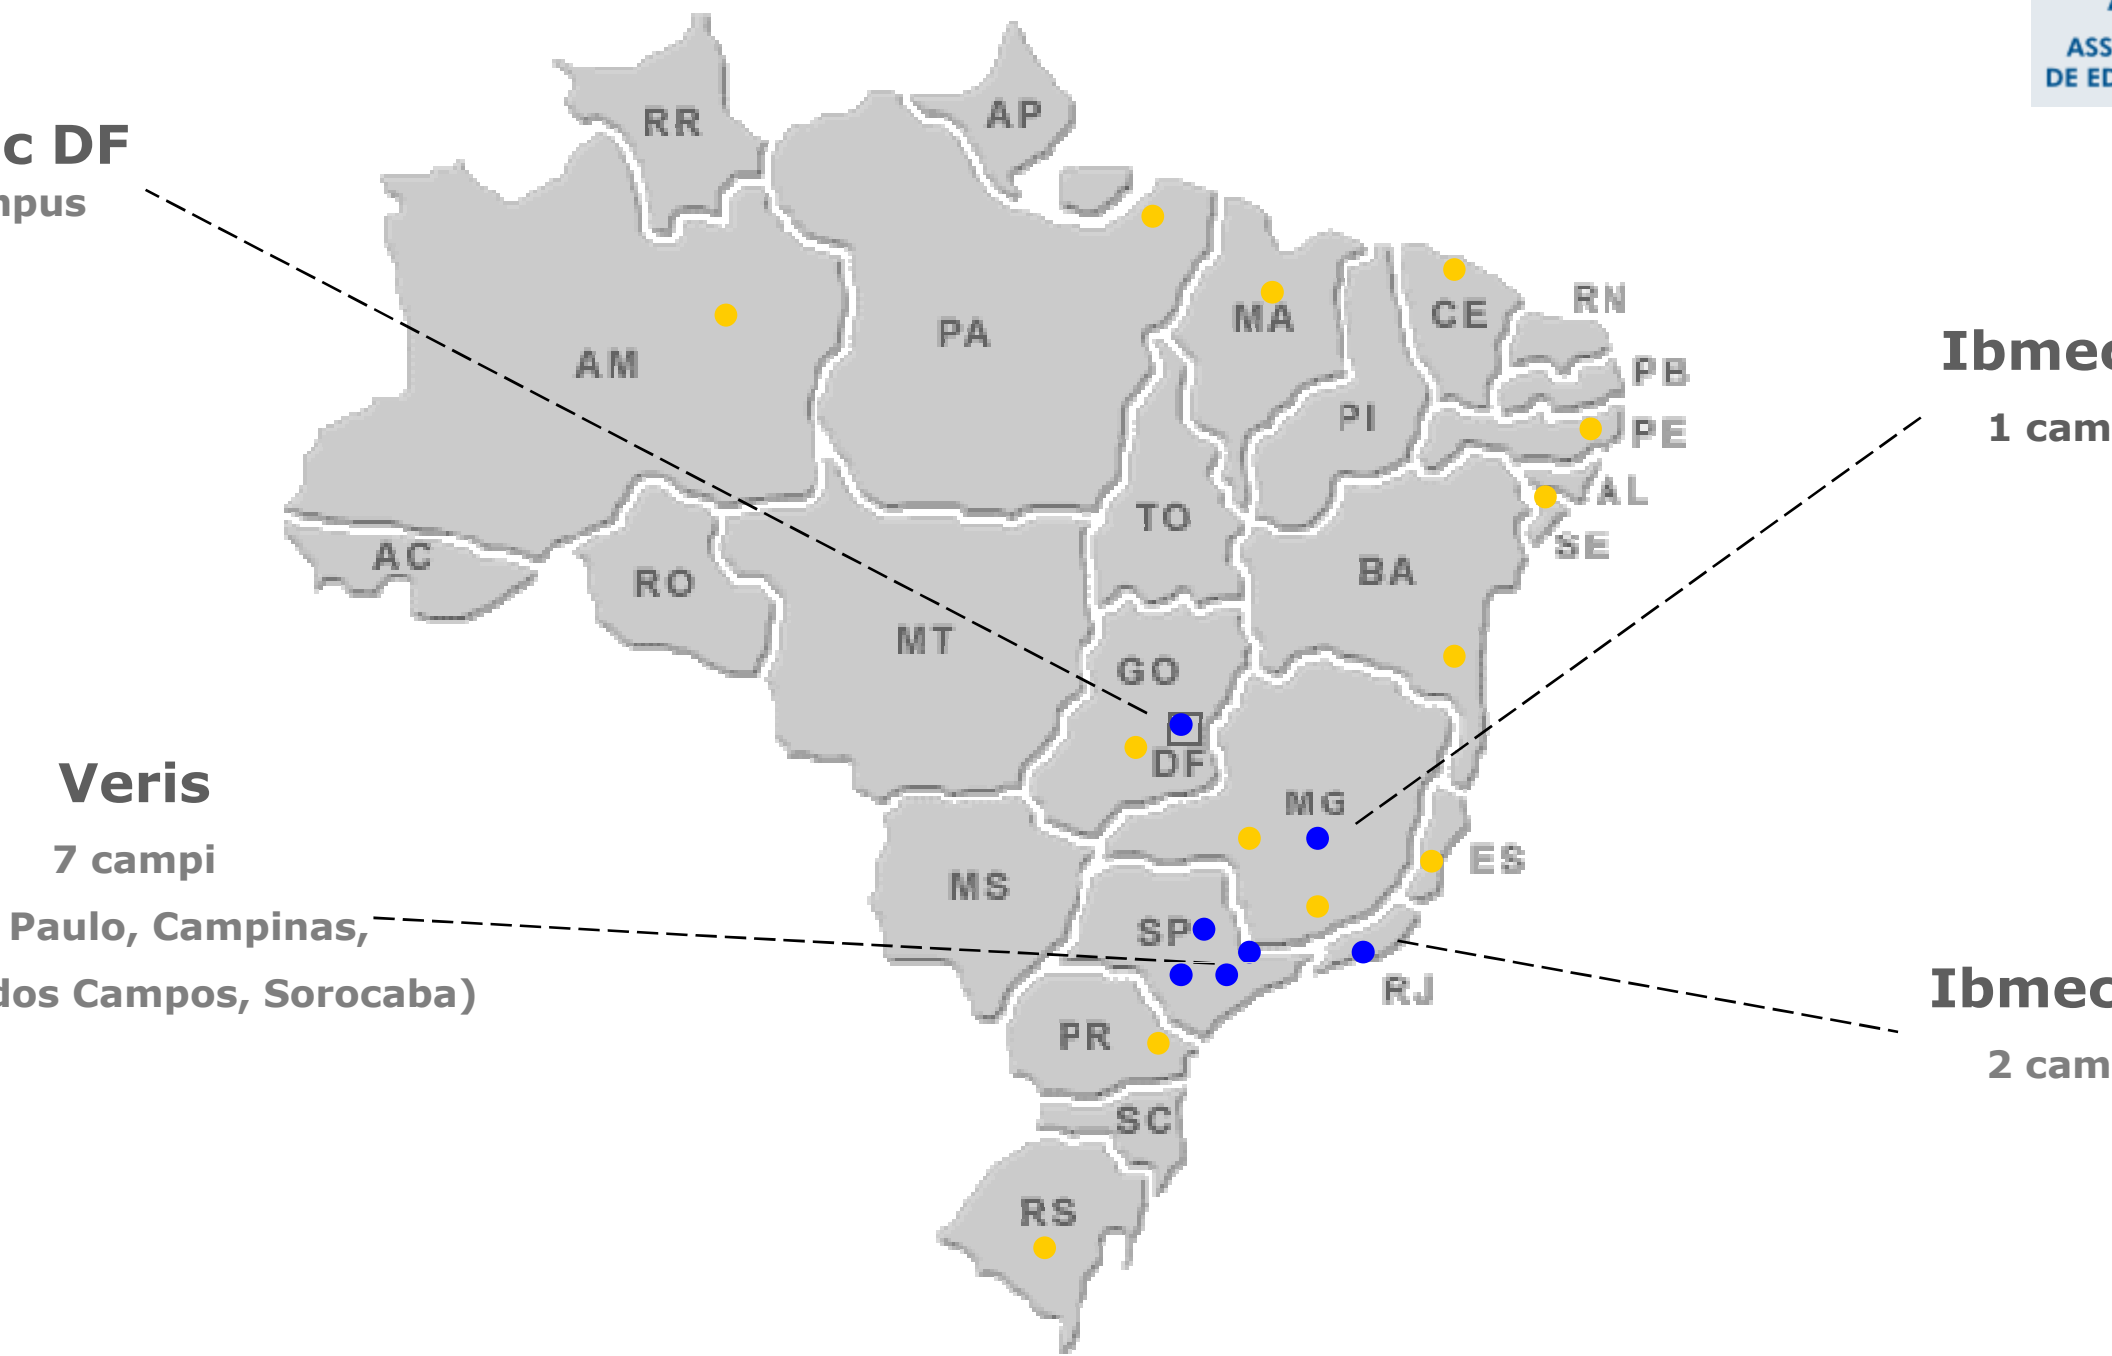 ASS
DE ED
c DF
mpus
RR
AP
RN
MA
CE
PA
AM
PB
Ibmec
PI
PE
1 cam
AL
TO
SE
AC
BA
RO
MT
GO
DF
Veris
MG
7 campi
ES
MS
Paulo, Campinas,
SP
dos Campos, Sorocaba)
RJ
Ibmec
PR
2 cam
SC
RS